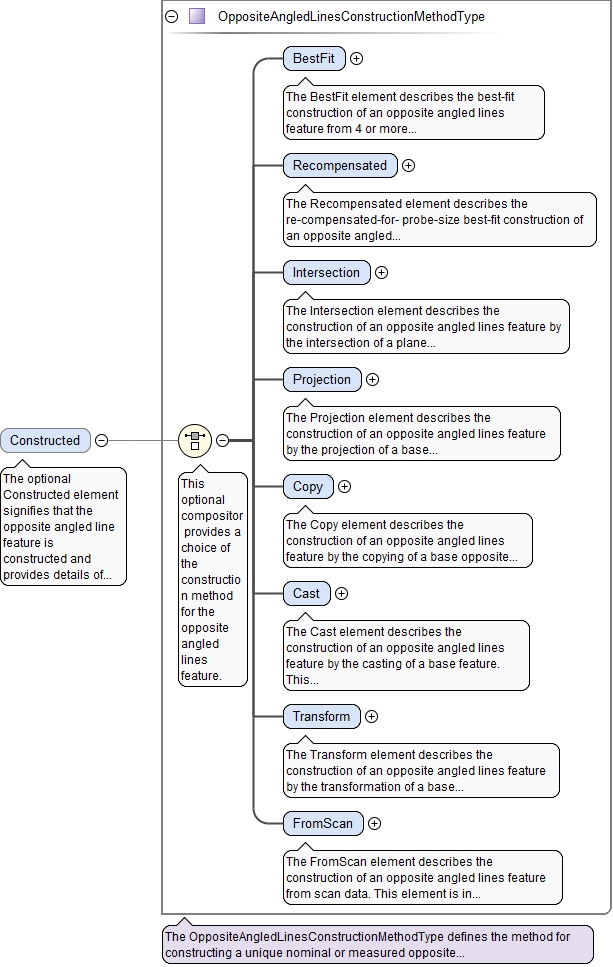 OppositeAngledLinesConstructionMethodType
BestFit
The BestFit element describes the best-fit
construction of an opposite angled lines
feature from 4 or more...
Recompensated
The Recompensated element describes the
re-compensated-for- probe-size best-fit construction of
an opposite angled...
Intersection
The Intersection element describes the
construction of an opposite angled lines feature by
the intersection of a plane...
Projection
The Projection element describes the
construction of an opposite angled lines feature
by the projection of a base...
Constructed
The optional
Constructed element
signifies that the
opposite angled line
feature is
constructed and
provides details of...
This
optional
compositor
provides a
choice of
the
constructio
n method
for the
opposite
angled
lines
feature.
Copy
The Copy element describes the
construction of an opposite angled lines
feature by the copying of a base opposite...
Cast
The Cast element describes the
construction of an opposite angled lines
feature by the casting of a base feature.
This...
Transform
The Transform element describes the
construction of an opposite angled lines feature
by the transformation of a base...
FromScan
The FromScan element describes the
construction of an opposite angled lines feature
from scan data. This element is in...
The OppositeAngledLinesConstructionMethodType defines the method for
constructing a unique nominal or measured opposite...